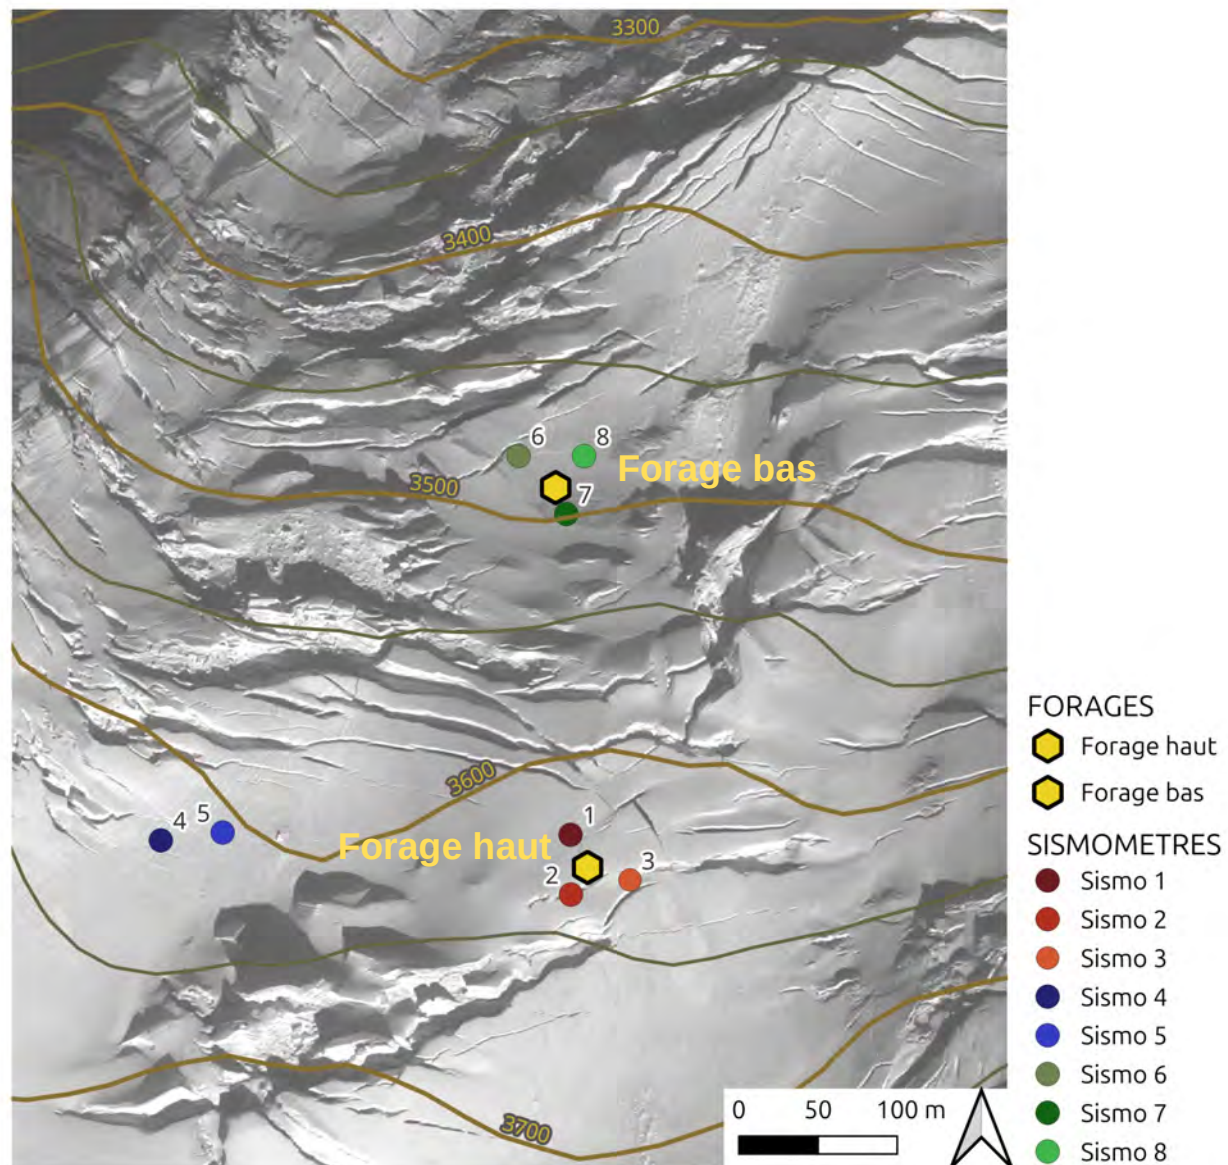 3300
3400
6
8
Forage bas
3500
7
3600
4
5
1
Forage haut
2
3
3700
0 50 100 m
FORAGES
Forage haut
Forage bas
SISMOMETRES
Sismo 1
Sismo 2
Sismo 3
Sismo 4
Sismo 5
Sismo 6
Sismo 7
Sismo 8